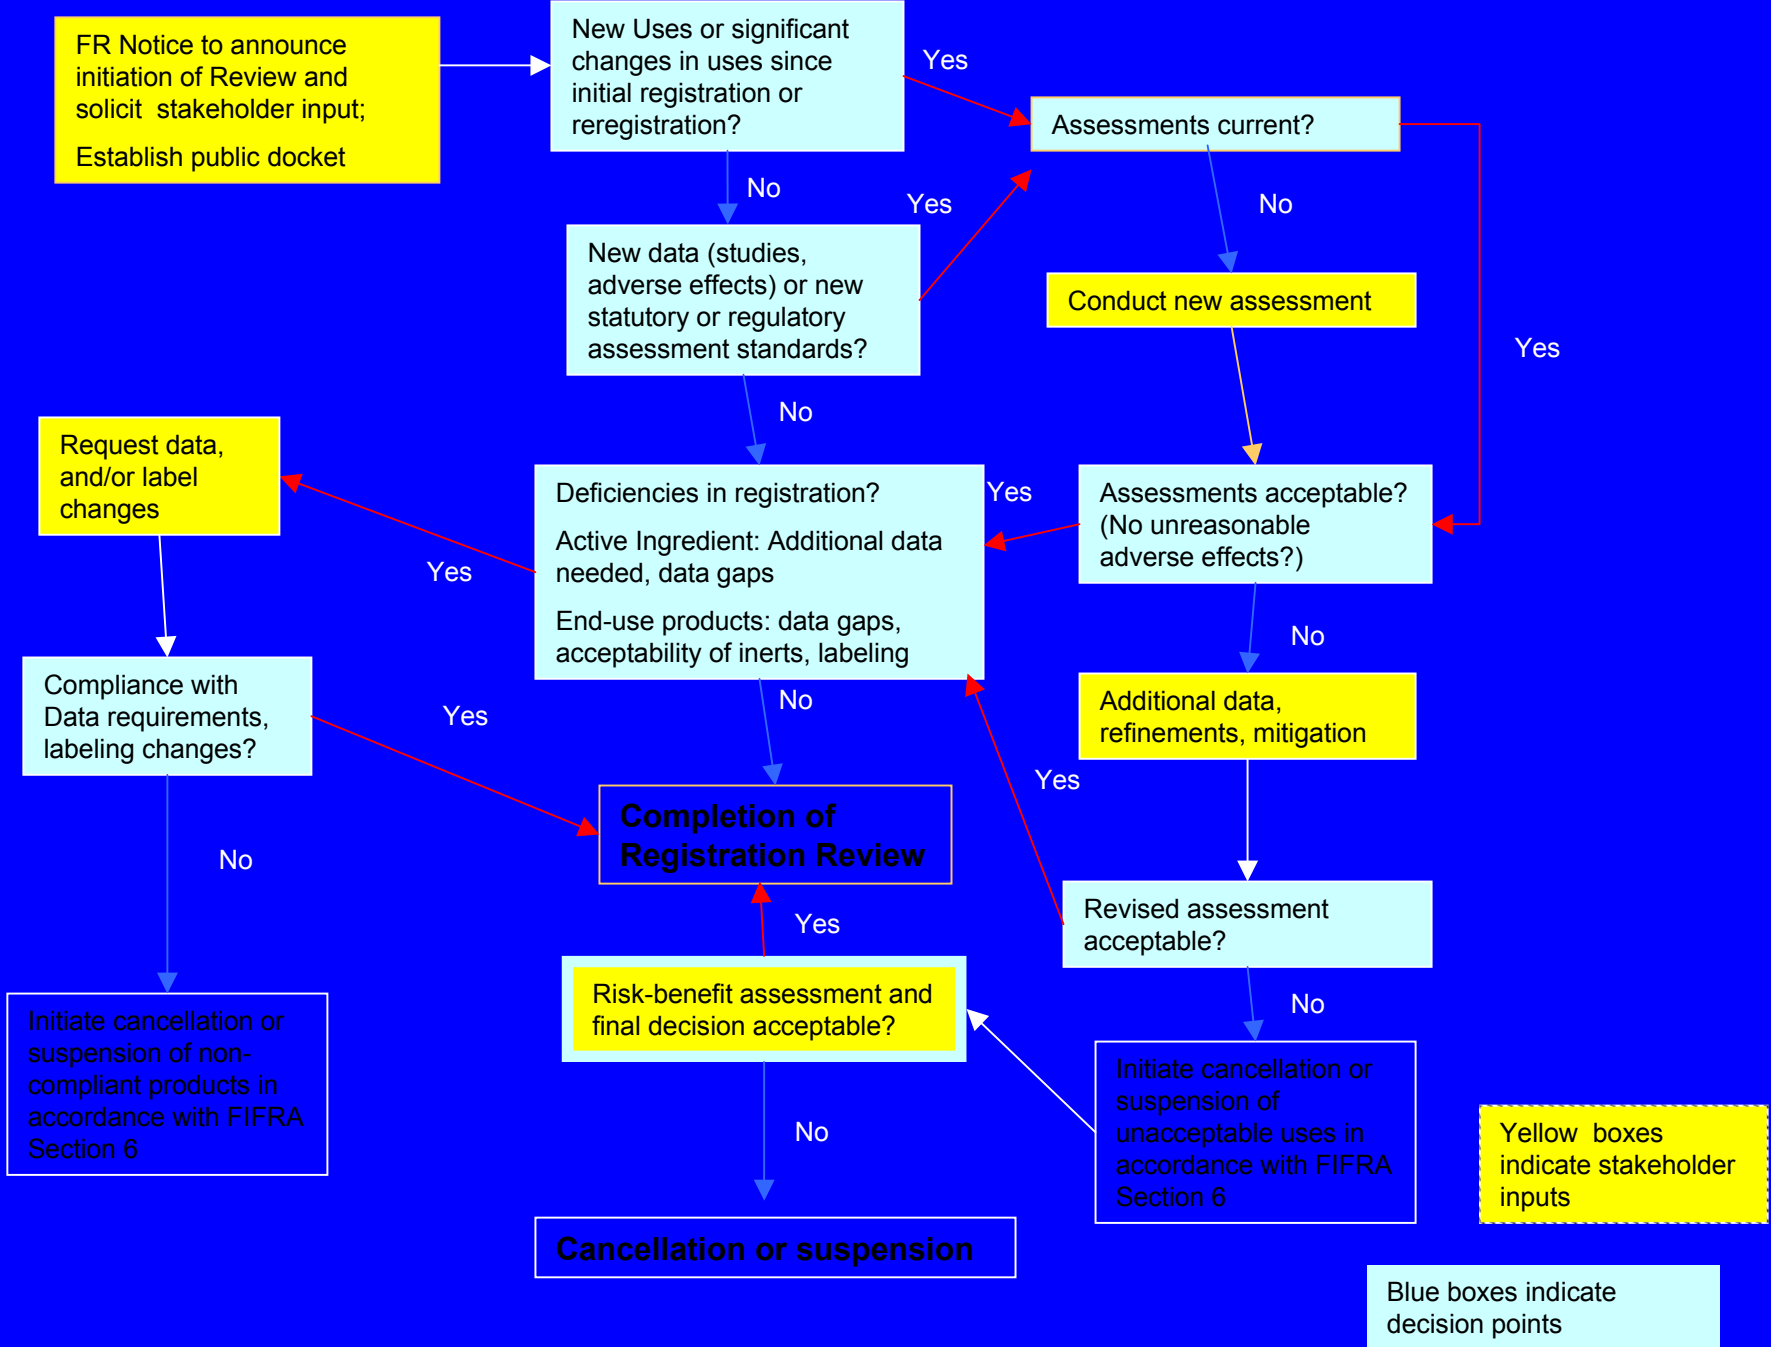 FR Notice to announce
initiation of Review and
solicit stakeholder input;
Establish public docket
New Uses or significant
changes in uses since
initial registration or
reregistration?
Yes
Assessments current?
No
Yes
No
New data (studies,
adverse effects) or new
statutory or regulatory
assessment standards?
Conduct new assessment
Yes
No
Request data,
and/or label
changes
Deficiencies in registration?
Active Ingredient: Additional data
needed, data gaps
End-use products: data gaps,
acceptability of inerts, labeling
Yes
Assessments acceptable?
(No unreasonable
adverse effects?)
Yes
No
Compliance with
Data requirements,
labeling changes?
Yes
No
Additional data,
refinements, mitigation
Yes
Completion of
Registration Review
No
Yes
Revised assessment
acceptable?
Risk-benefit assessment and
final decision acceptable?
No
Initiate cancellation or
suspension of non-
compliant products in
accordance with FIFRA
Section 6
No
Initiate cancellation or
suspension of
unacceptable uses in
accordance with FIFRA
Section 6
Yellow boxes
indicate stakeholder
inputs
Cancellation or suspension
Blue boxes indicate
decision points